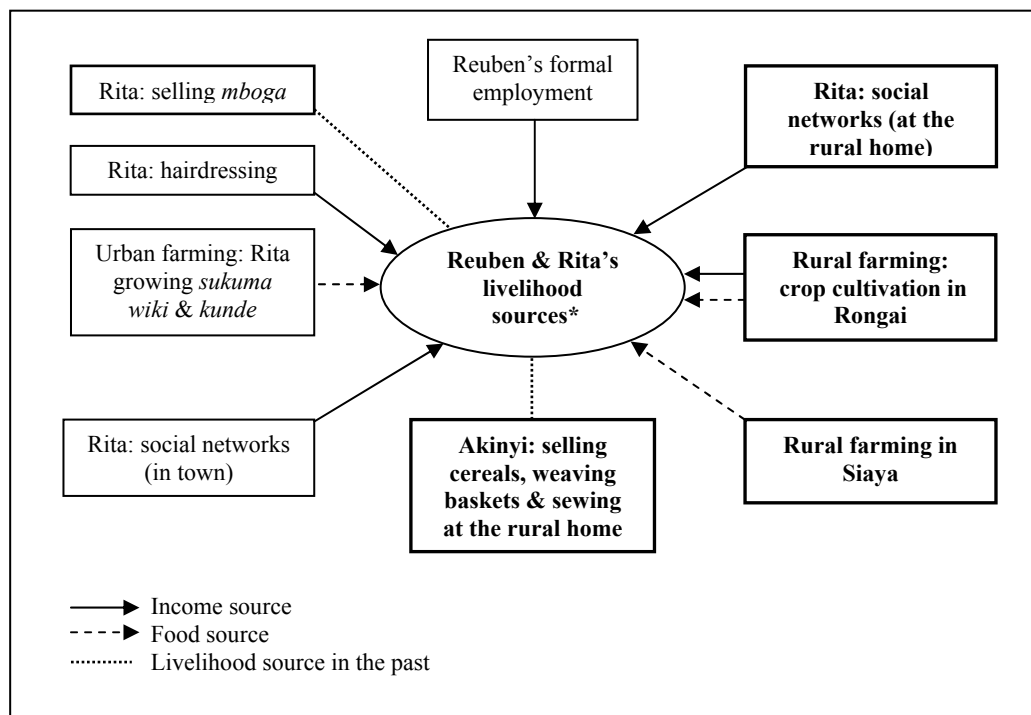 Rita: selling mboga
Reuben's formal
employment
Rita: social
networks (at the
rural home)
Rita: hairdressing
Urban farming: Rita
growing sukuma
wiki & kunde
Reuben & Rita's
livelihood
sources*
Rural farming:
crop cultivation in
Rongai
Rita: social networks
(in town)
Akinyi: selling
cereals, weaving
baskets & sewing
at the rural home
Rural farming in
Siaya
Income source
Food source
Livelihood source in the past